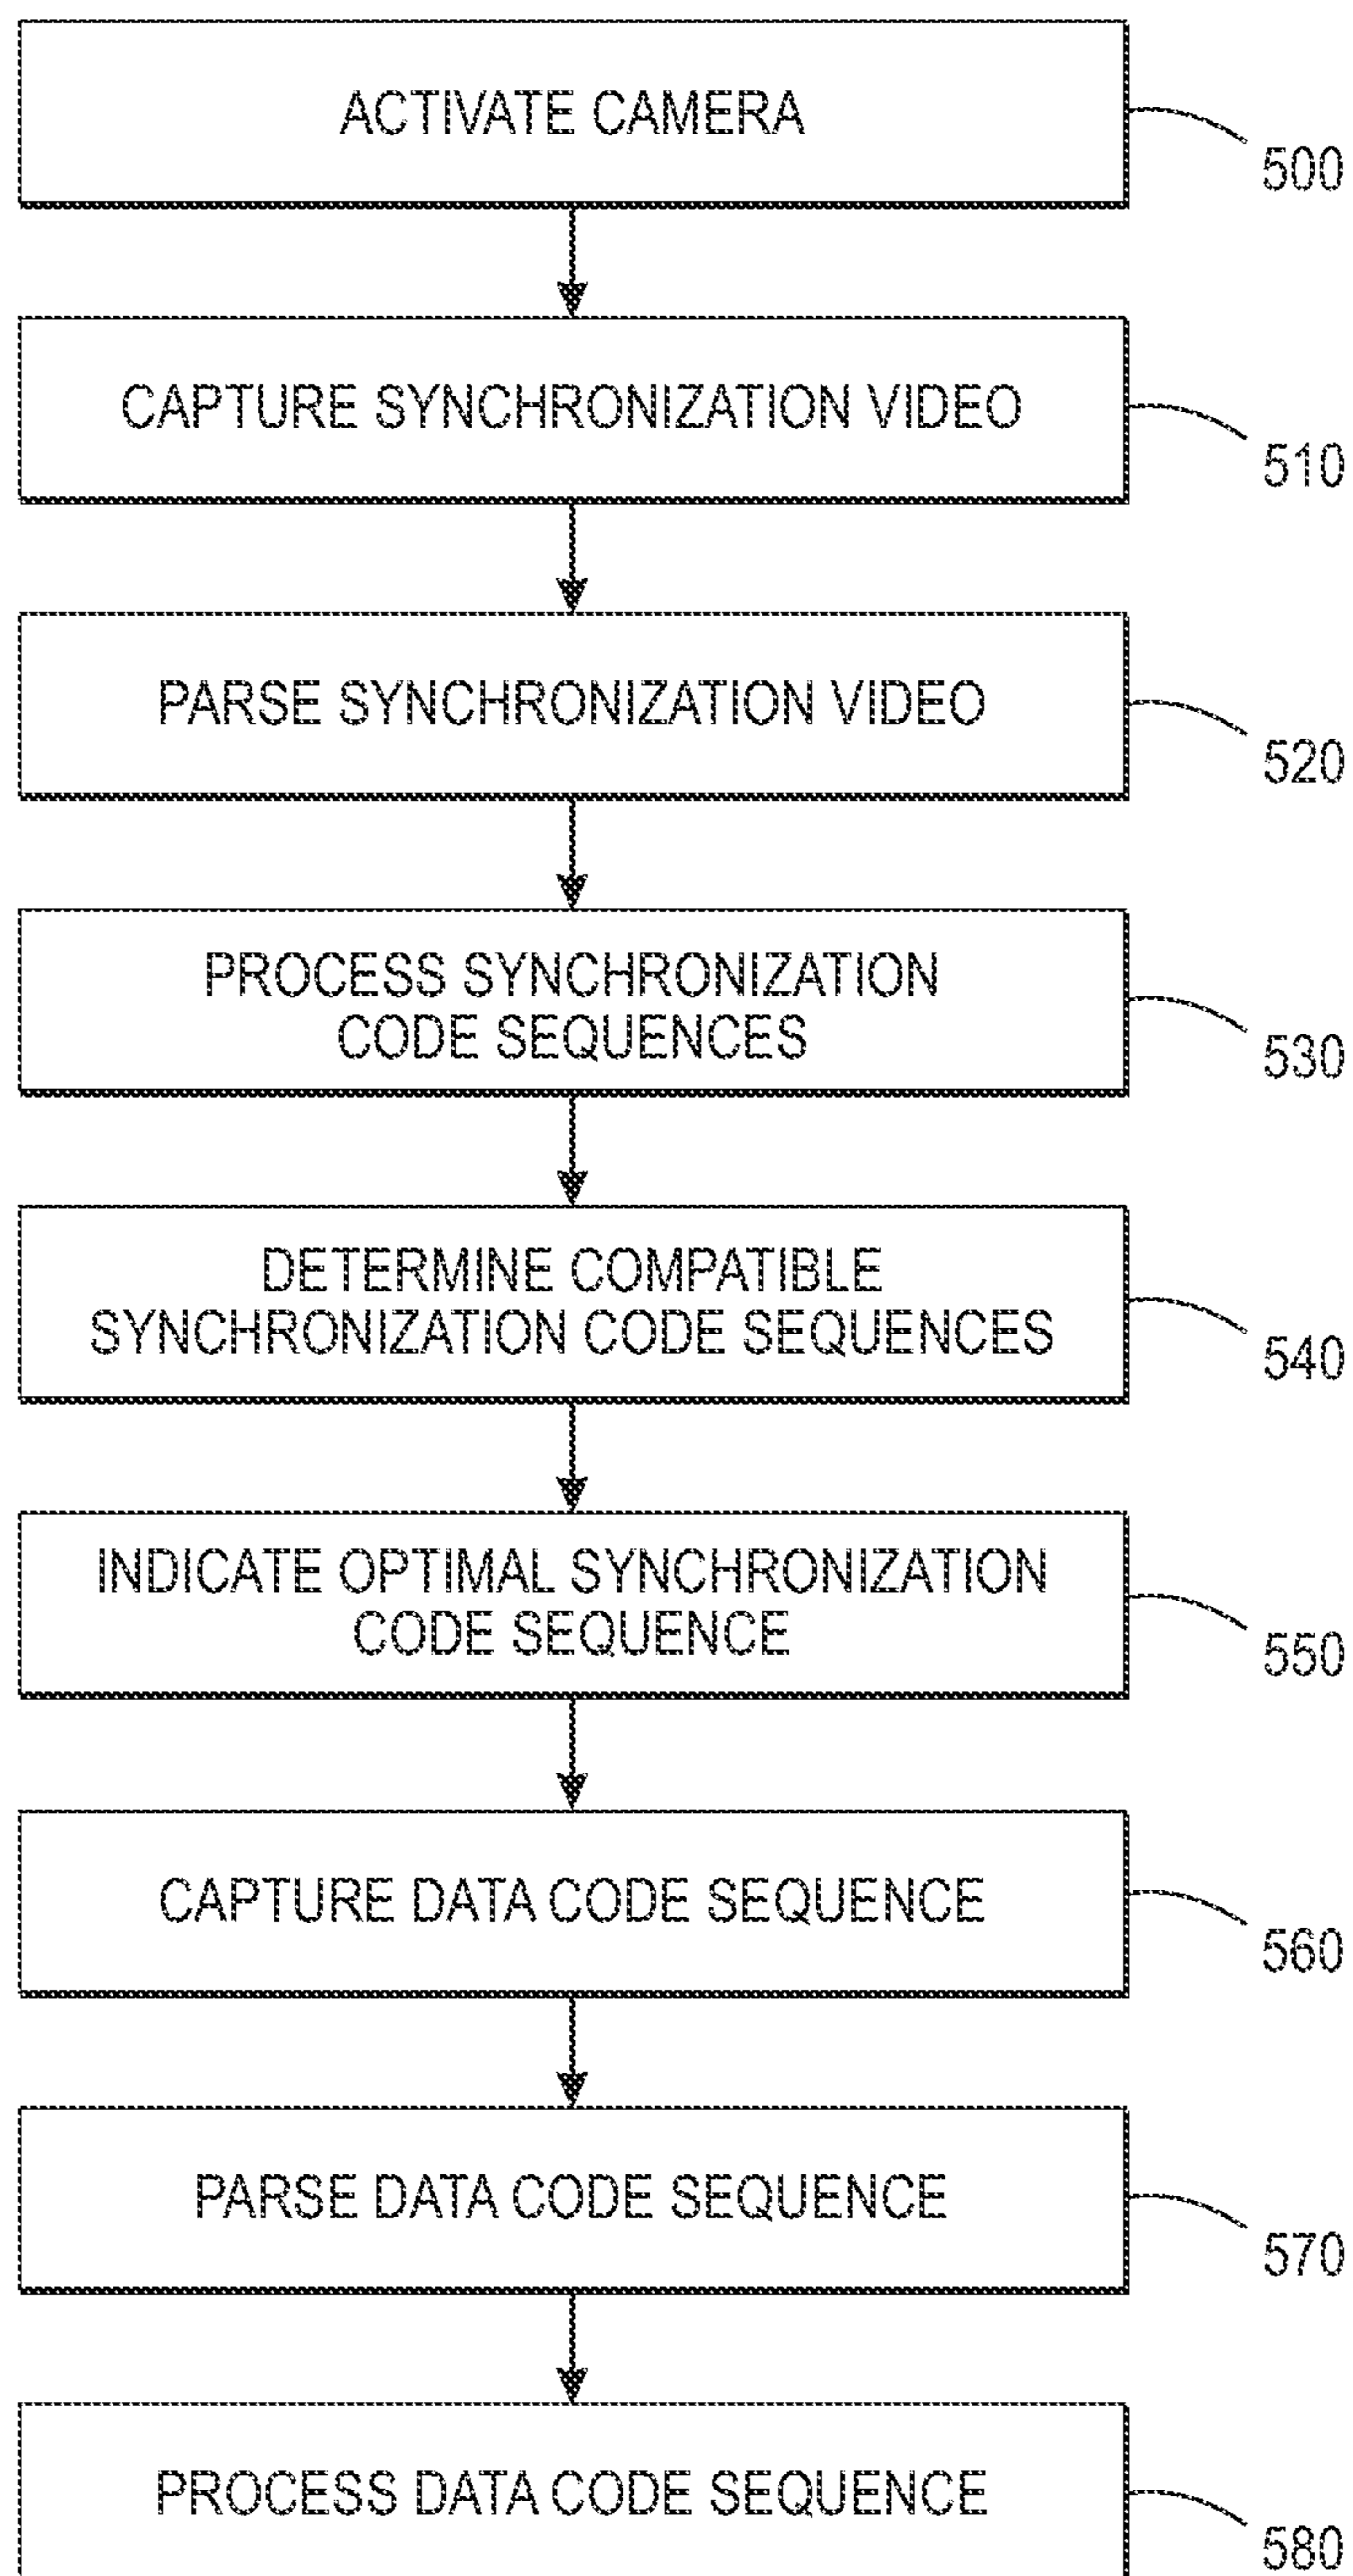 ACTIVATE CAMERA
500
CAPTURE SYNCHRONIZATION VIDEO
510
PARSE SYNCHRONIZATION VIDEO
520
PROCESS SYNCHRONIZATION
CODE SEQUENCES
530
DETERMINE COMPATIBLE
SYNCHRONIZATION CODE SEQUENCES
540
INDICATE OPTIMAL SYNCHRONIZATION
CODE SEQUENCE
550
CAPTURE DATA CODE SEQUENCE
560
PARSE DATA CODE SEQUENCE
570
PROCESS DATA CODE SEQUENCE
580